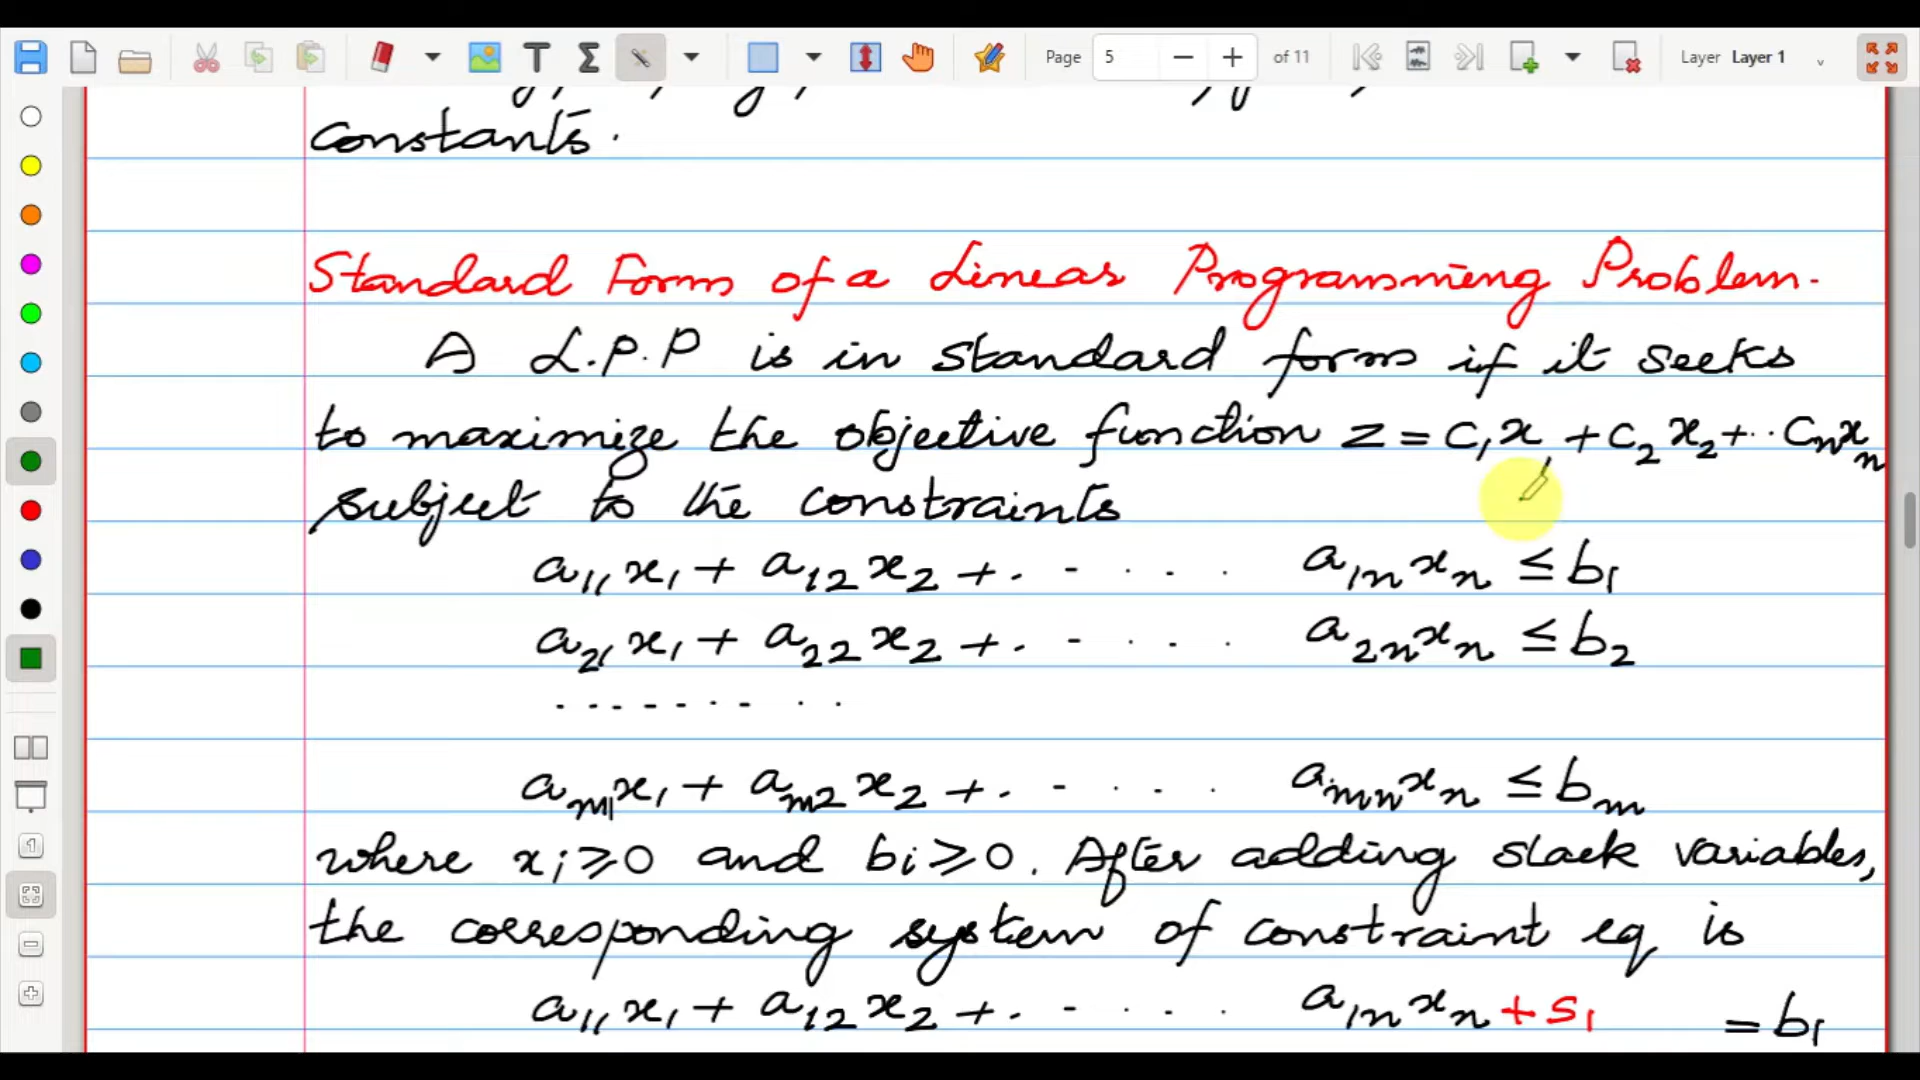 Page 5 of 11 Layer Layer 1
constants.
Standard Form of a Linear Programming Problem.
A L.P.P is in standard form if it seeks
to maximize the objective function z = c₁x₁ + c₂x₂ + ·· cₙxₙ
subject to the constraints
a₁₁x₁ + a₁₂x₂ + . - . . . a₁ₙxₙ ≤ b₁
a₂₁x₁ + a₂₂x₂ + . - . . . a₂ₙxₙ ≤ b₂
. - - - - . - . .
aₘ₁x₁ + aₘ₂x₂ + . - . . . aₘₙxₙ ≤ bₘ
where xᵢ ≥ 0 and bᵢ ≥ 0. After adding slack variables,
the corresponding system of constraint eq is
a₁₁x₁ + a₁₂x₂ + . - . . . a₁ₙxₙ + s₁ = b₁